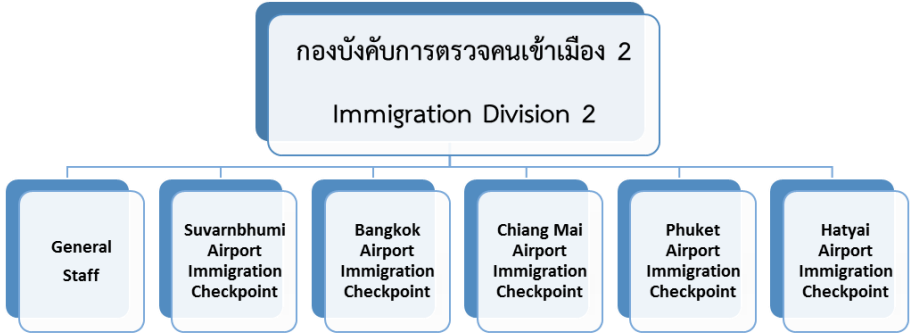 กองบังคับการตรวจคนเข้าเมือง 2
Immigration Division 2
General
Staff
Suvarnbhumi
Airport
Immigration
Checkpoint
Bangkok
Airport
Immigration
Checkpoint
Chiang Mai
Airport
Immigration
Checkpoint
Phuket
Airport
Immigration
Checkpoint
Hatyai
Airport
Immigration
Checkpoint